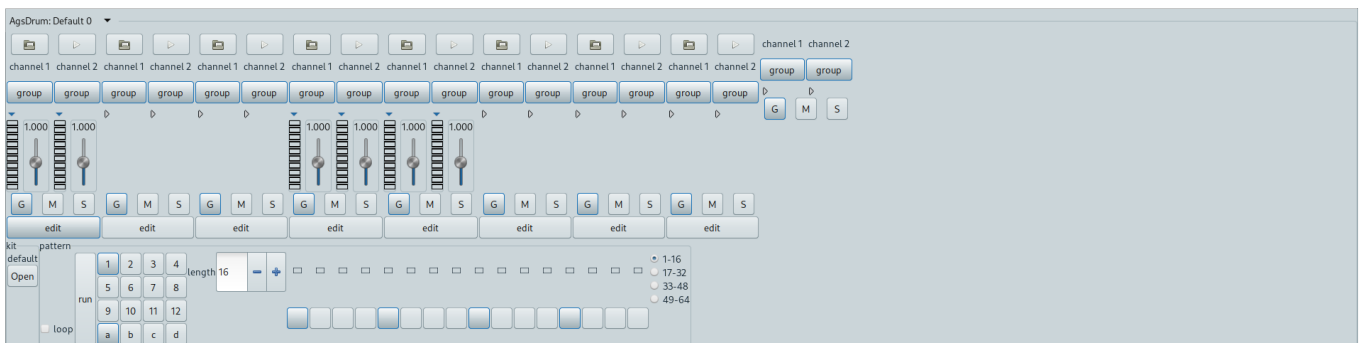 AgsDrum: Default 0
channel 1 channel 2 channel 1 channel 2 channel 1 channel 2 channel 1 channel 2 channel 1 channel 2 channel 1 channel 2 channel 1 channel 2 channel 1 channel 2 channel 1 channel 2
group group group group group group group group group group group group group group group group group group
G M S
1.000 1.000 1.000 1.000 1.000 1.000
G M S G M S G M S G M S G M S G M S G M S G M S
edit edit edit edit edit edit edit edit
kit pattern
default
Open
run
loop
1 2 3 4
5 6 7 8
9 10 11 12
a b c d
length 16
1-16
17-32
33-48
49-64